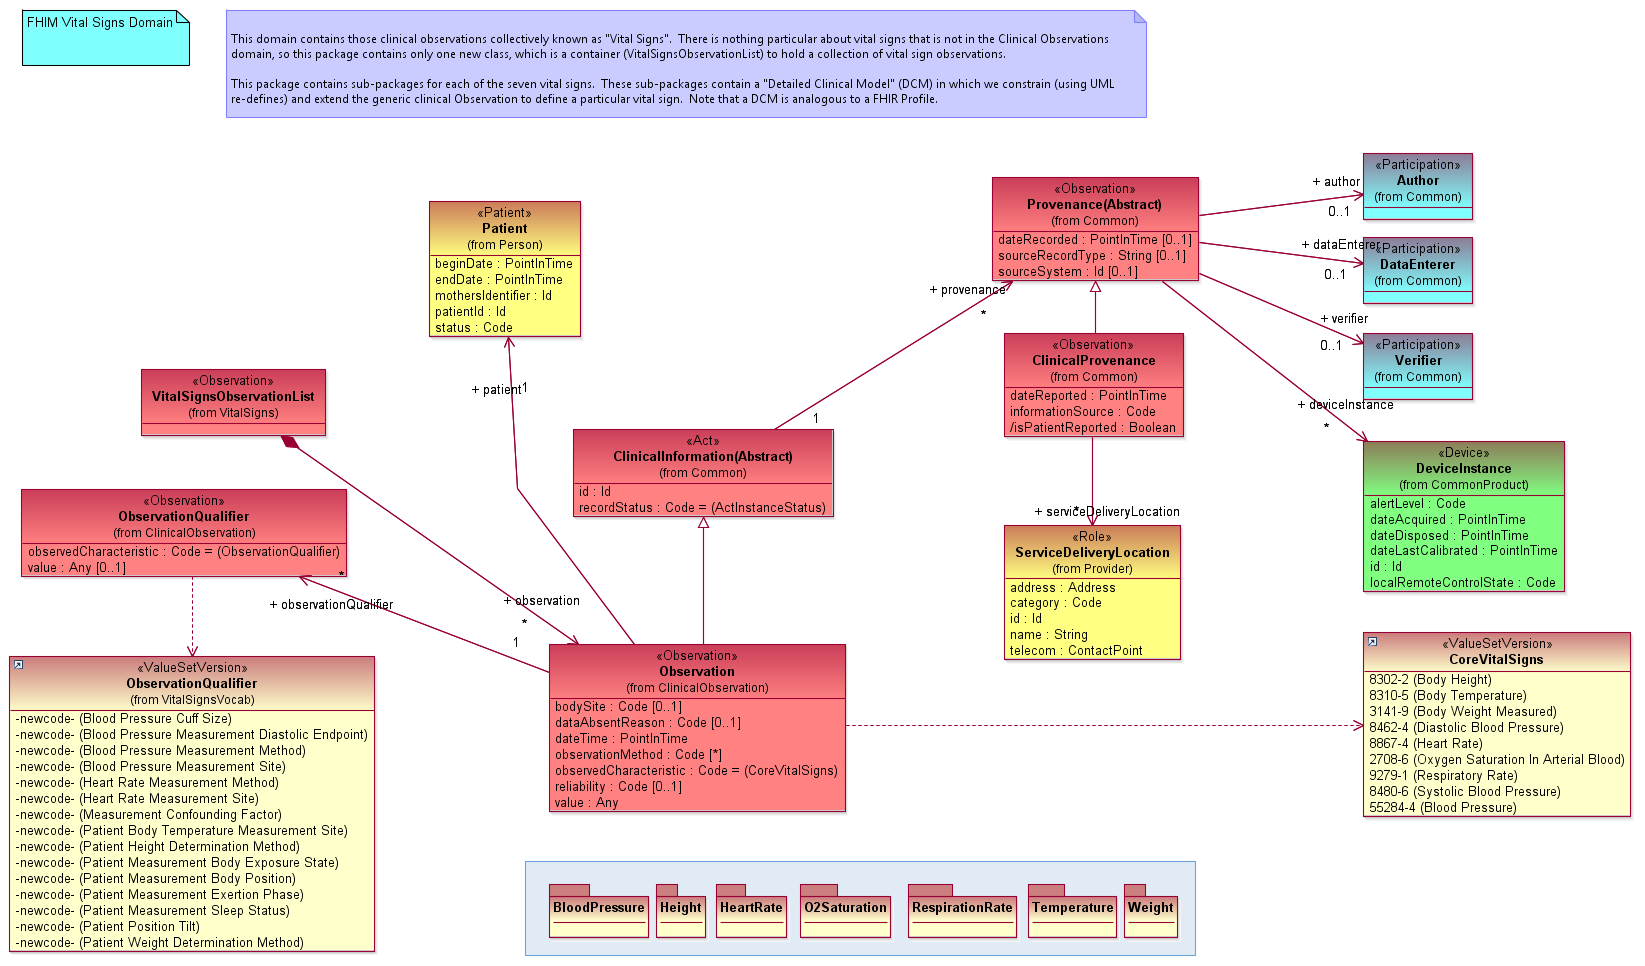 FHIM Vital Signs Domain
This domain contains those clinical observations collectively known as "Vital Signs".  There is nothing particular about vital signs that is not in the Clinical Observations
domain, so this package contains only one new class, which is a container (VitalSignsObservationList) to hold a collection of vital sign observations.
This package contains sub-packages for each of the seven vital signs.  These sub-packages contain a "Detailed Clinical Model" (DCM) in which we constrain (using UML
re-defines) and extend the generic clinical Observation to define a particular vital sign.  Note that a DCM is analogous to a FHIR Profile.
«Patient»
Patient
(from Person)
beginDate : PointInTime
endDate : PointInTime
mothersIdentifier : Id
patientId : Id
status : Code
«Observation»
Provenance(Abstract)
(from Common)
dateRecorded : PointInTime [0..1]
sourceRecordType : String [0..1]
sourceSystem : Id [0..1]
+ author
0..1
«Participation»
Author
(from Common)
+ dataEnterer
0..1
«Participation»
DataEnterer
(from Common)
+ verifier
0..1
«Participation»
Verifier
(from Common)
+ provenance
*
1
+ deviceInstance
*
«Observation»
ClinicalProvenance
(from Common)
dateReported : PointInTime
informationSource : Code
/isPatientReported : Boolean
+ patient
1
«Observation»
VitalSignsObservationList
(from VitalSigns)
«Act»
ClinicalInformation(Abstract)
(from Common)
id : Id
recordStatus : Code = (ActInstanceStatus)
«Device»
DeviceInstance
(from CommonProduct)
alertLevel : Code
dateAcquired : PointInTime
dateDisposed : PointInTime
dateLastCalibrated : PointInTime
id : Id
localRemoteControlState : Code
«Observation»
ObservationQualifier
(from ClinicalObservation)
observedCharacteristic : Code = (ObservationQualifier)
value : Any [0..1]
*
+ observationQualifier
1
+ observation
*
+ serviceDeliveryLocation
*
«Role»
ServiceDeliveryLocation
(from Provider)
address : Address
category : Code
id : Id
name : String
telecom : ContactPoint
«ValueSetVersion»
ObservationQualifier
(from VitalSignsVocab)
-newcode- (Blood Pressure Cuff Size)
-newcode- (Blood Pressure Measurement Diastolic Endpoint)
-newcode- (Blood Pressure Measurement Method)
-newcode- (Blood Pressure Measurement Site)
-newcode- (Heart Rate Measurement Method)
-newcode- (Heart Rate Measurement Site)
-newcode- (Measurement Confounding Factor)
-newcode- (Patient Body Temperature Measurement Site)
-newcode- (Patient Height Determination Method)
-newcode- (Patient Measurement Body Exposure State)
-newcode- (Patient Measurement Body Position)
-newcode- (Patient Measurement Exertion Phase)
-newcode- (Patient Measurement Sleep Status)
-newcode- (Patient Position Tilt)
-newcode- (Patient Weight Determination Method)
«Observation»
Observation
(from ClinicalObservation)
bodySite : Code [0..1]
dataAbsentReason : Code [0..1]
dateTime : PointInTime
observationMethod : Code [*]
observedCharacteristic : Code = (CoreVitalSigns)
reliability : Code [0..1]
value : Any
«ValueSetVersion»
CoreVitalSigns
8302-2 (Body Height)
8310-5 (Body Temperature)
3141-9 (Body Weight Measured)
8462-4 (Diastolic Blood Pressure)
8867-4 (Heart Rate)
2708-6 (Oxygen Saturation In Arterial Blood)
9279-1 (Respiratory Rate)
8480-6 (Systolic Blood Pressure)
55284-4 (Blood Pressure)
BloodPressure
Height
HeartRate
O2Saturation
RespirationRate
Temperature
Weight